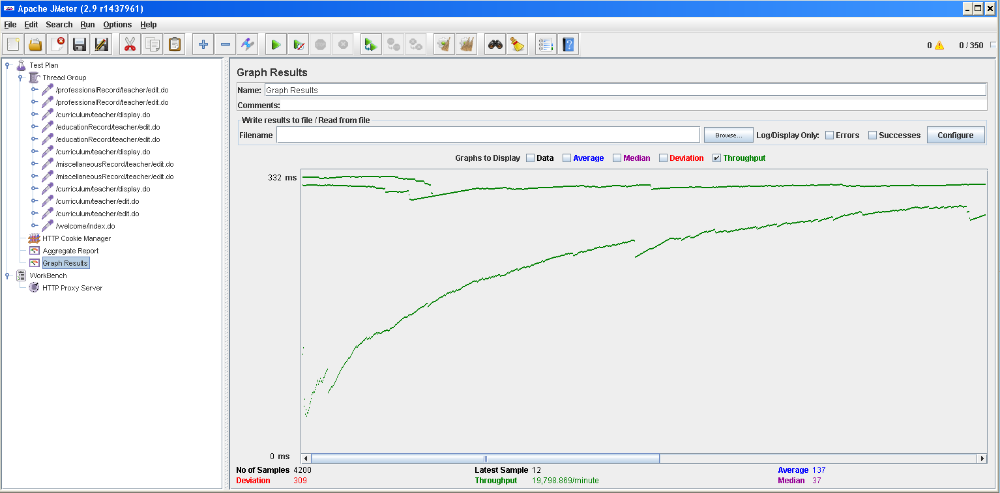 Apache JMeter (2.9 r1437961)
File Edit Search Run Options Help
0 0 / 350
Test Plan
Thread Group
/professionalRecord/teacher/edit.do
/professionalRecord/teacher/edit.do
/curriculum/teacher/display.do
/educationRecord/teacher/edit.do
/educationRecord/teacher/edit.do
/curriculum/teacher/display.do
/miscellaneousRecord/teacher/edit.do
/miscellaneousRecord/teacher/edit.do
/curriculum/teacher/display.do
/curriculum/teacher/edit.do
/curriculum/teacher/edit.do
/welcome/index.do
HTTP Cookie Manager
Aggregate Report
Graph Results
WorkBench
HTTP Proxy Server
Graph Results
Name: Graph Results
Comments:
Write results to file / Read from file
Filename Browse... Log/Display Only: Errors Successes Configure
Graphs to Display Data Average Median Deviation Throughput
332 ms
0 ms
No of Samples 4200 Latest Sample 12 Average 137
Deviation 309 Throughput 19,798.869/minute Median 37